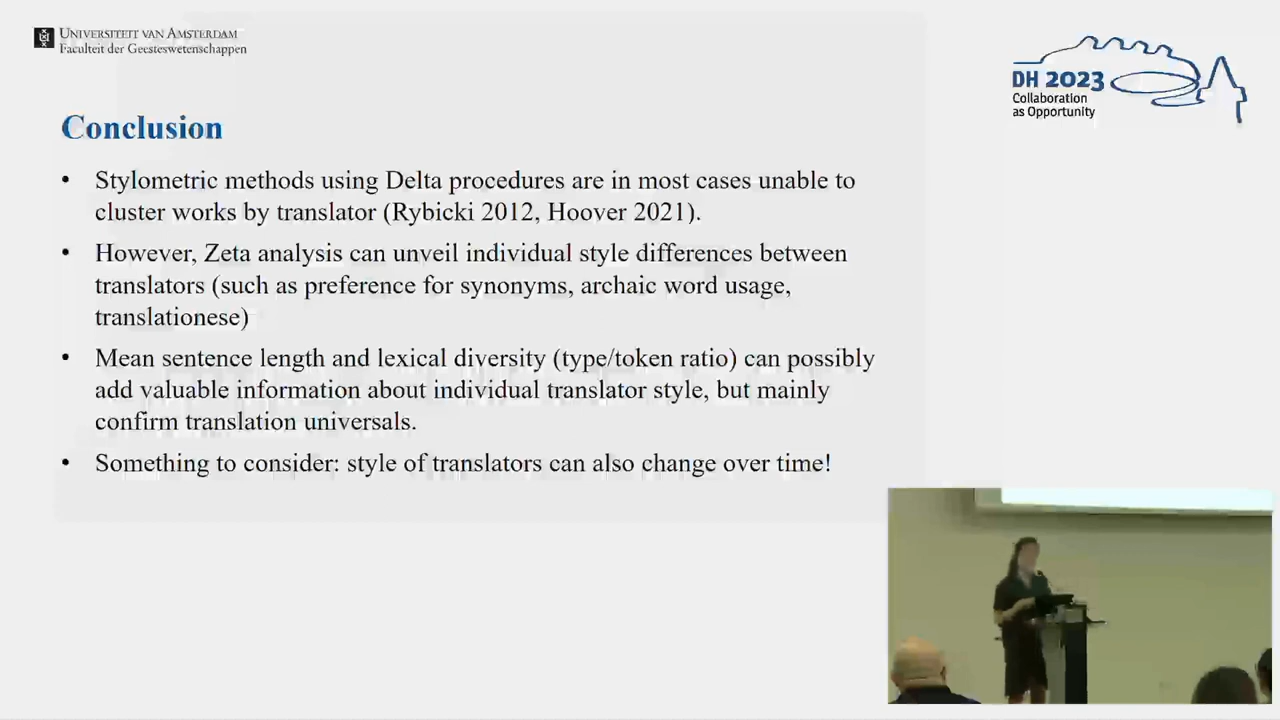 UNIVERSITEIT VAN AMSTERDAM
Faculteit der Geesteswetenschappen
DH 2023
Collaboration
as Opportunity
Conclusion
• Stylometric methods using Delta procedures are in most cases unable to
cluster works by translator (Rybicki 2012, Hoover 2021).
• However, Zeta analysis can unveil individual style differences between
translators (such as preference for synonyms, archaic word usage,
translationese)
• Mean sentence length and lexical diversity (type/token ratio) can possibly
add valuable information about individual translator style, but mainly
confirm translation universals.
• Something to consider: style of translators can also change over time!